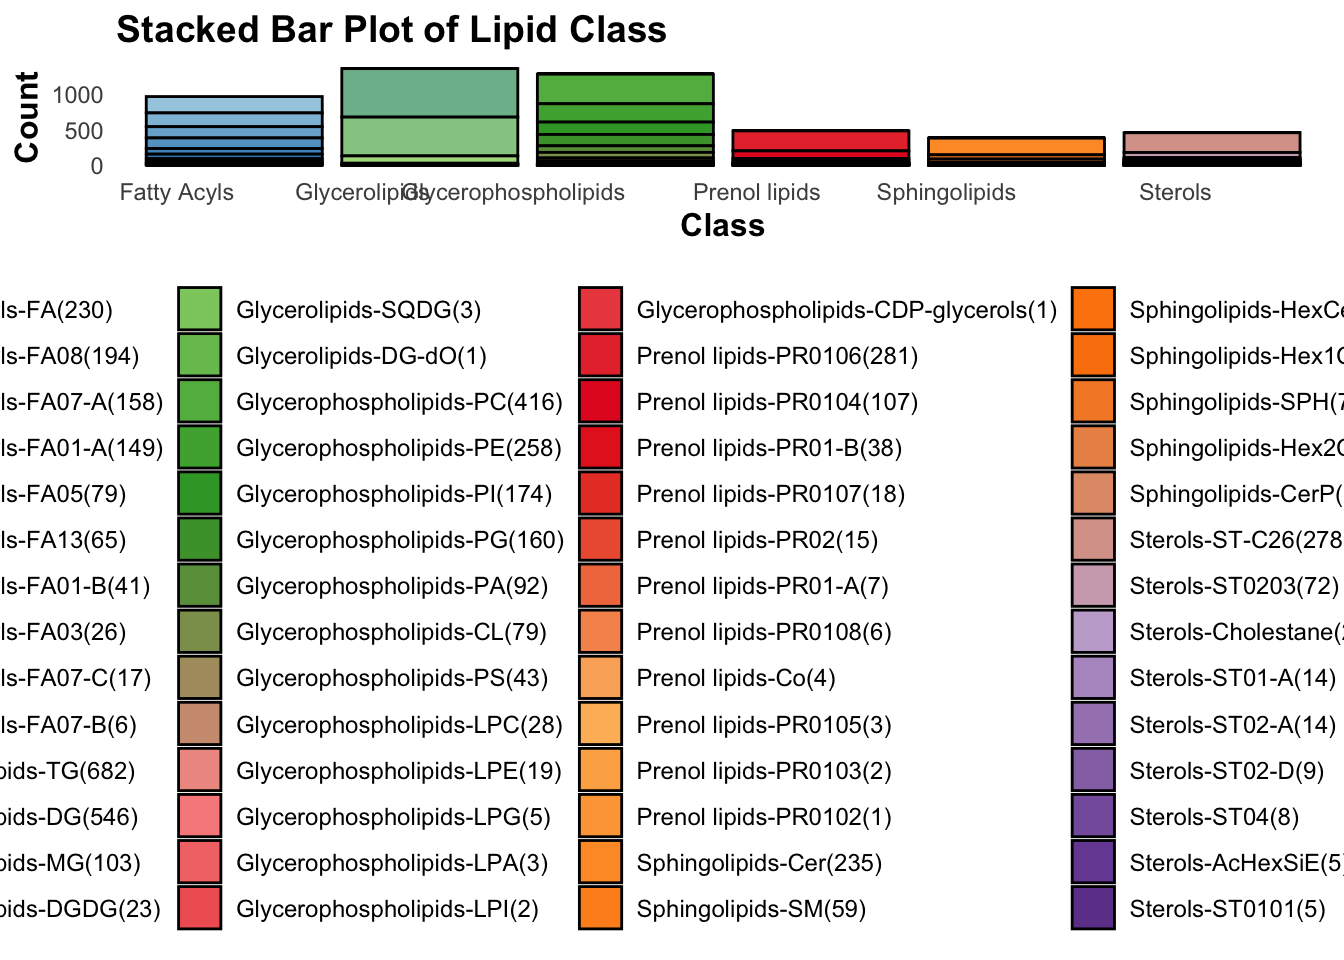 Stacked Bar Plot of Lipid Class
Count
1000
500
0
Fatty Acyls
Glycerolipids
Glycerophospholipids
Prenol lipids
Sphingolipids
Sterols
Class
ls-FA(230)
ls-FA08(194)
ls-FA07-A(158)
ls-FA01-A(149)
ls-FA05(79)
ls-FA13(65)
ls-FA01-B(41)
ls-FA03(26)
ls-FA07-C(17)
ls-FA07-B(6)
ids-TG(682)
ids-DG(546)
ids-MG(103)
ids-DGDG(23)
Glycerolipids-SQDG(3)
Glycerolipids-DG-dO(1)
Glycerophospholipids-PC(416)
Glycerophospholipids-PE(258)
Glycerophospholipids-PI(174)
Glycerophospholipids-PG(160)
Glycerophospholipids-PA(92)
Glycerophospholipids-CL(79)
Glycerophospholipids-PS(43)
Glycerophospholipids-LPC(28)
Glycerophospholipids-LPE(19)
Glycerophospholipids-LPG(5)
Glycerophospholipids-LPA(3)
Glycerophospholipids-LPI(2)
Glycerophospholipids-CDP-glycerols(1)
Prenol lipids-PR0106(281)
Prenol lipids-PR0104(107)
Prenol lipids-PR01-B(38)
Prenol lipids-PR0107(18)
Prenol lipids-PR02(15)
Prenol lipids-PR01-A(7)
Prenol lipids-PR0108(6)
Prenol lipids-Co(4)
Prenol lipids-PR0105(3)
Prenol lipids-PR0103(2)
Prenol lipids-PR0102(1)
Sphingolipids-Cer(235)
Sphingolipids-SM(59)
Sphingolipids-HexCe
Sphingolipids-Hex1
Sphingolipids-SPH(7
Sphingolipids-Hex2
Sphingolipids-CerP(
Sterols-ST-C26(278
Sterols-ST0203(72)
Sterols-Cholestane(2
Sterols-ST01-A(14)
Sterols-ST02-A(14)
Sterols-ST02-D(9)
Sterols-ST04(8)
Sterols-AcHexSiE(5)
Sterols-ST0101(5)